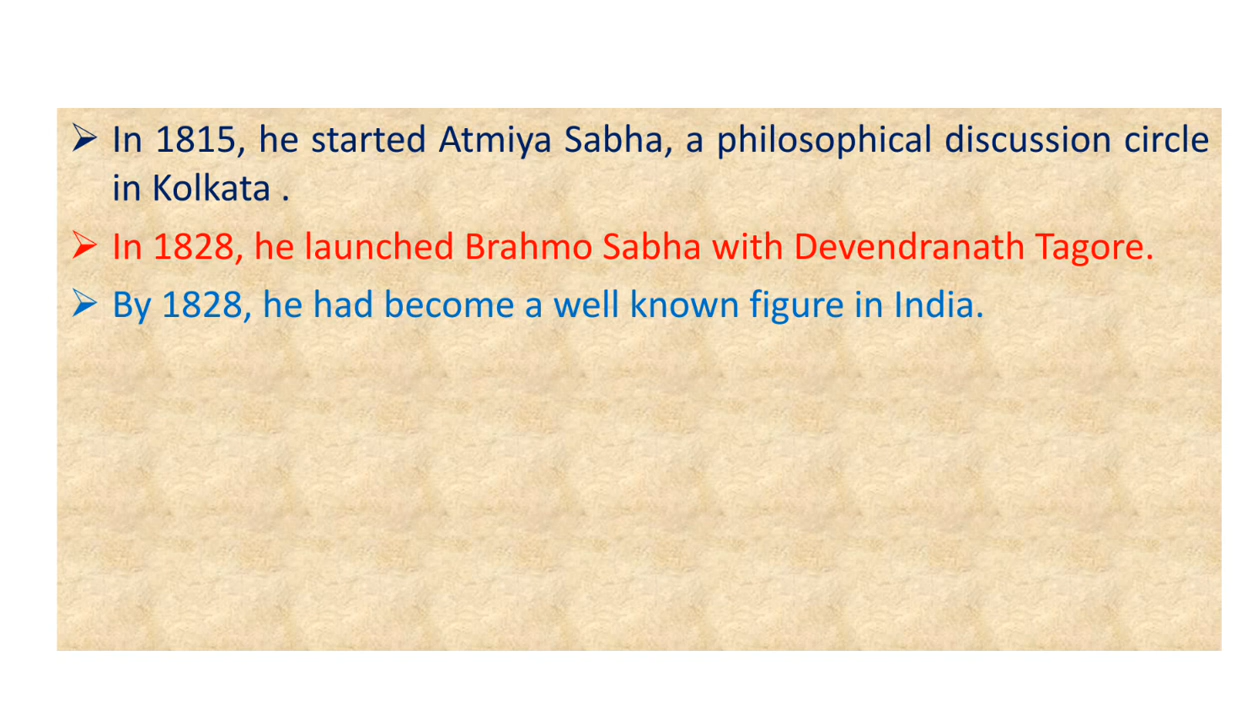 ➢ In 1815, he started Atmiya Sabha, a philosophical discussion circle
in Kolkata .
➢ In 1828, he launched Brahmo Sabha with Devendranath Tagore.
➢ By 1828, he had become a well known figure in India.